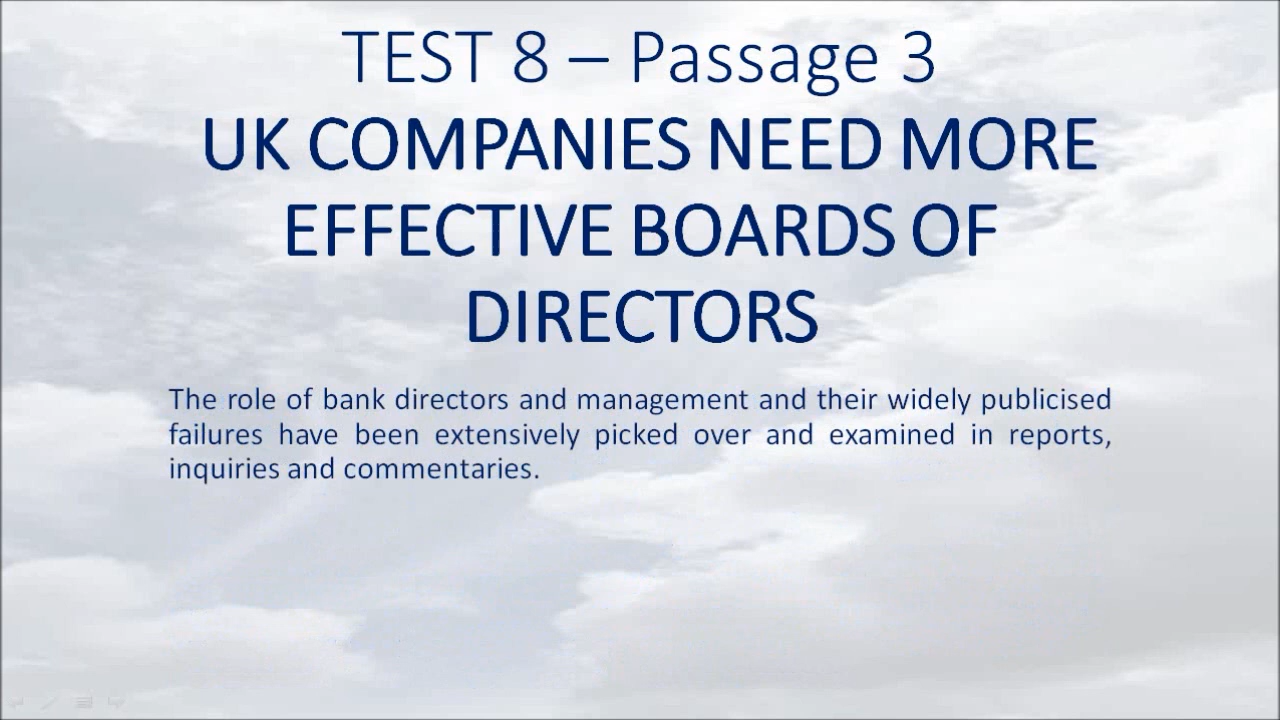 TEST 8 – Passage 3
UK COMPANIES NEED MORE
EFFECTIVE BOARDS OF
DIRECTORS
The role of bank directors and management and their widely publicised
failures have been extensively picked over and examined in reports,
inquiries and commentaries.